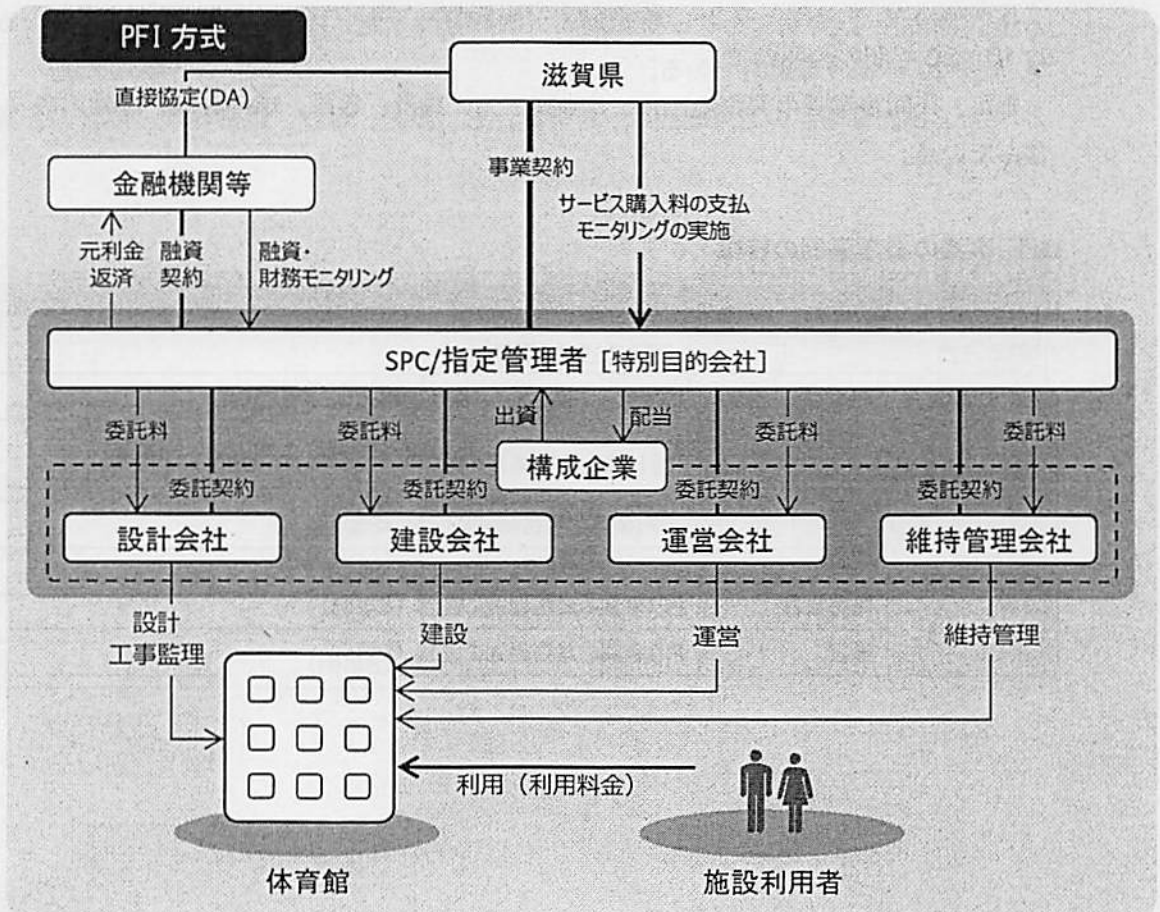 PFI 方式
滋賀県
直接協定(DA)
金融機関等
事業契約
サービス購入料の支払
モニタリングの実施
元利金
返済
融資
契約
融資・
財務モニタリング
SPC/指定管理者［特別目的会社］
委託料
委託料
出資
配当
委託料
委託料
構成企業
委託契約
委託契約
委託契約
委託契約
設計会社
建設会社
運営会社
維持管理会社
設計
工事監理
建設
運営
維持管理
利用（利用料金）
体育館
施設利用者